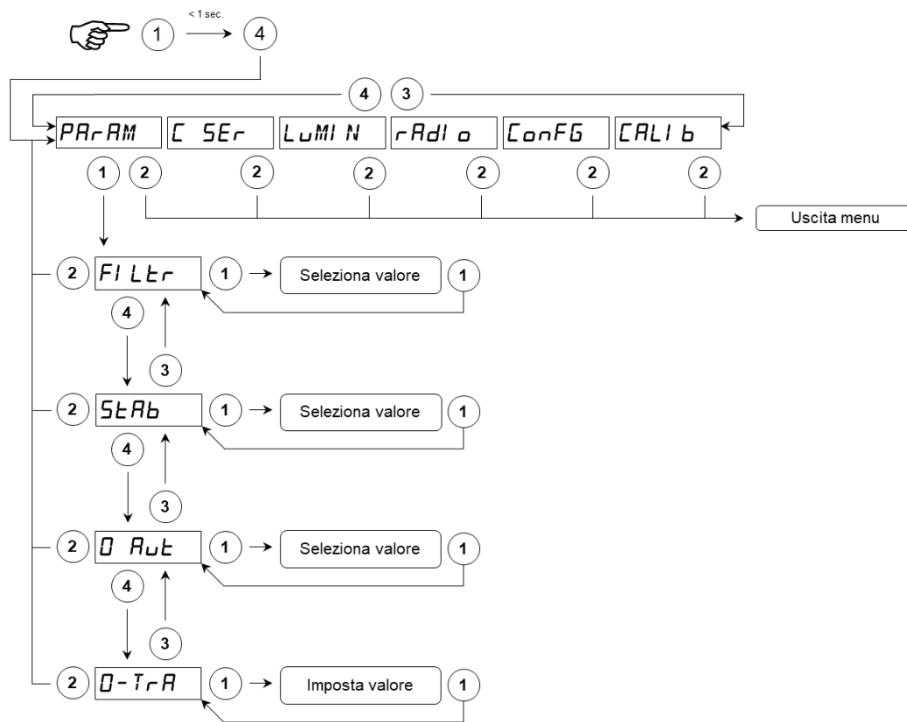 < 1 sec.
1 4
4 3
PArAM C SEr LuMI N rAdI o ConFG CALI b
1 2 2 2 2 2 2
Uscita menu
2 FI Ltr 1 Seleziona valore 1
4
3
2 StAb 1 Seleziona valore 1
4
3
2 0 Aut 1 Seleziona valore 1
4
3
2 0-TrA 1 Imposta valore 1